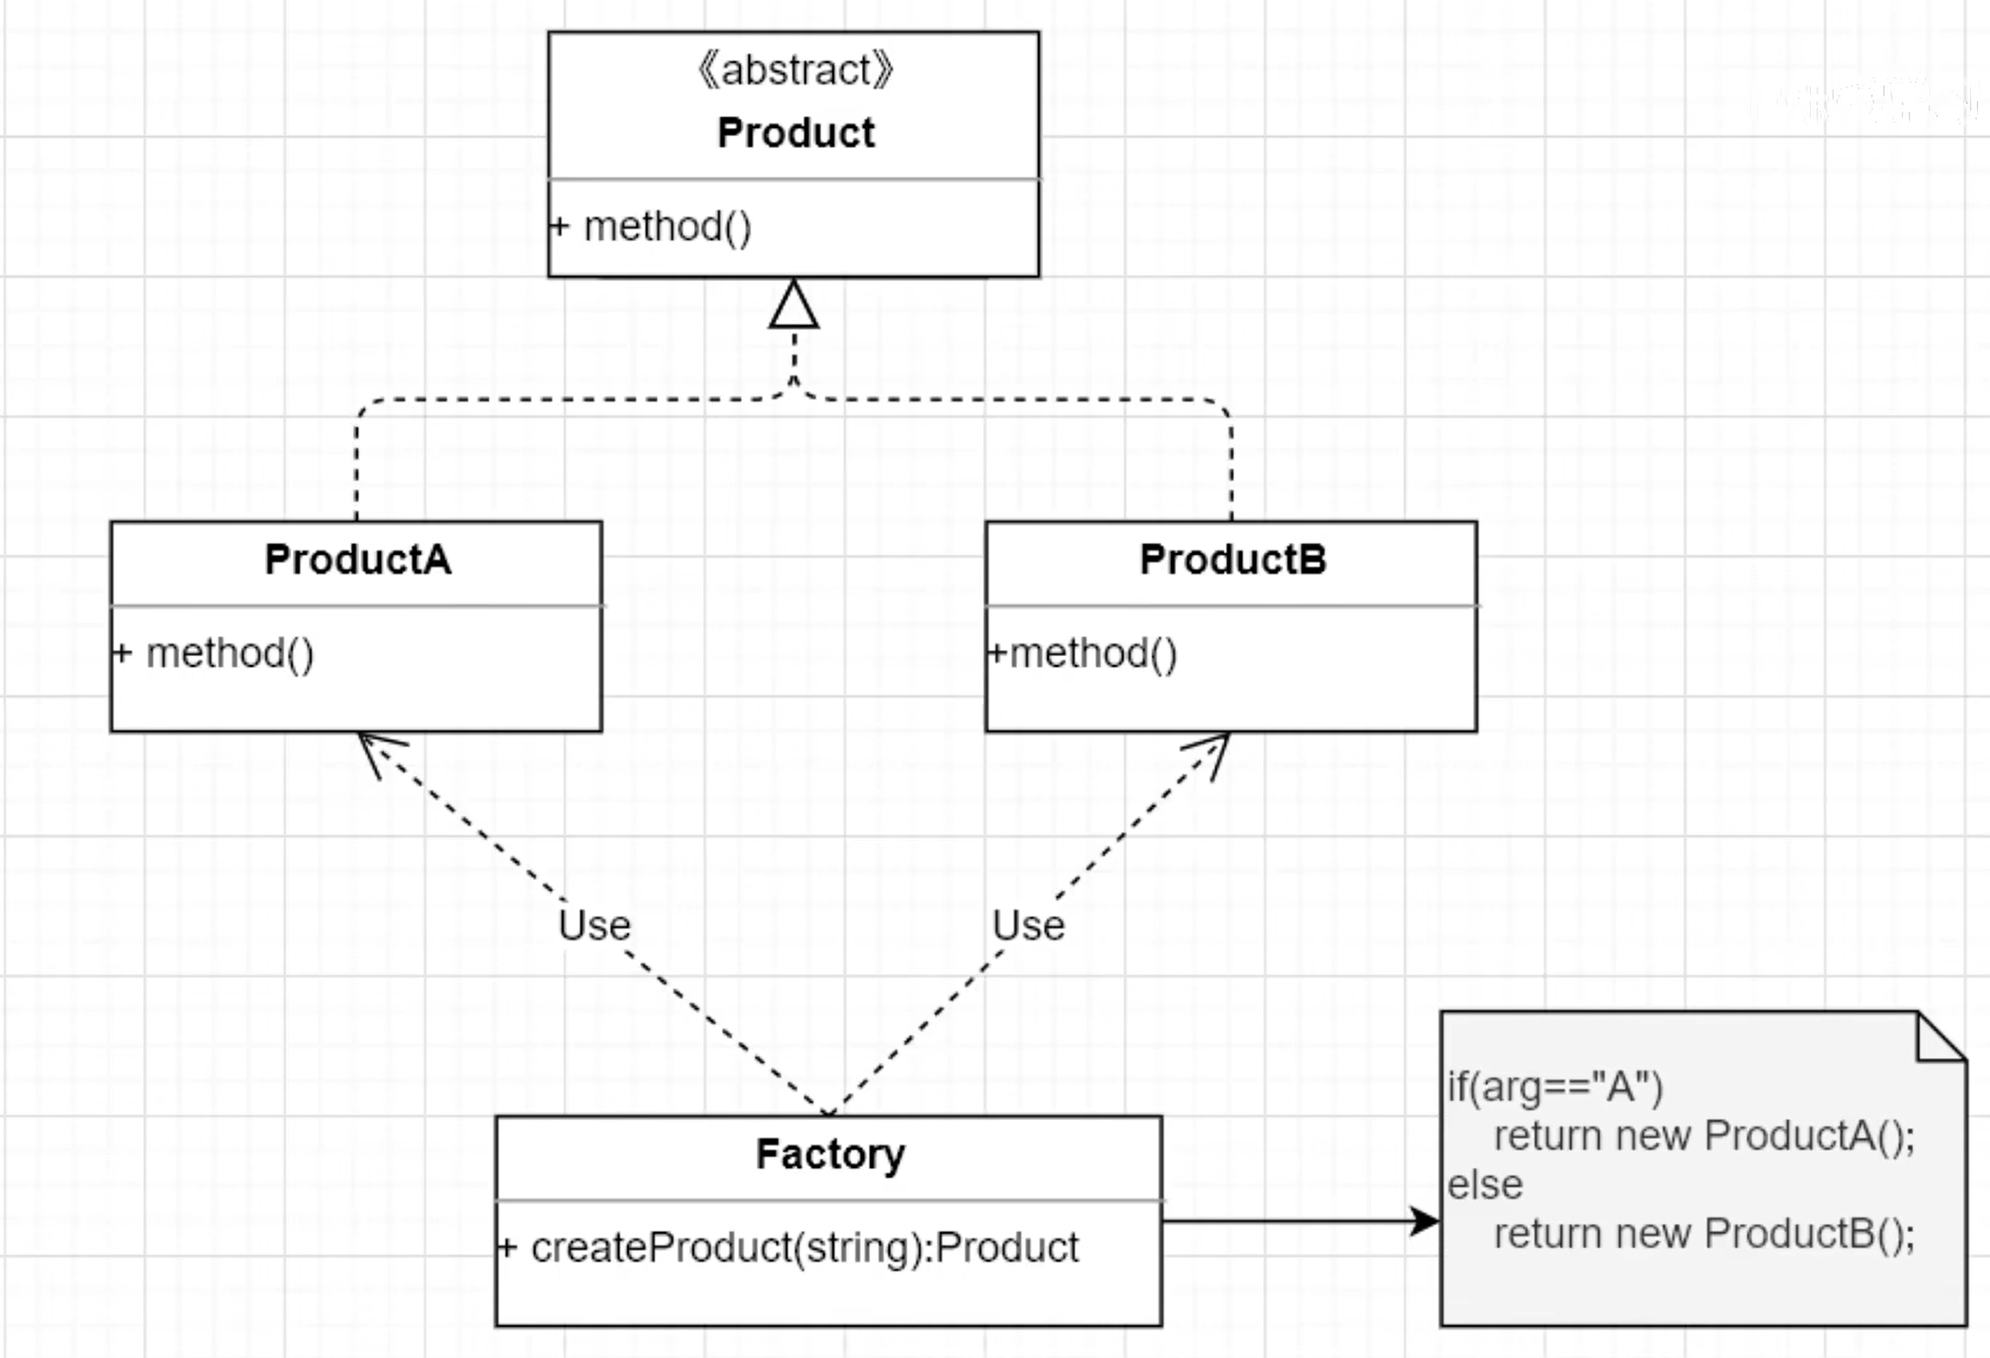 《abstract》
Product
+ method()
ProductA
+ method()
ProductB
+method()
Use
Use
Factory
+ createProduct(string):Product
if(arg=="A")
return new ProductA();
else
return new ProductB();